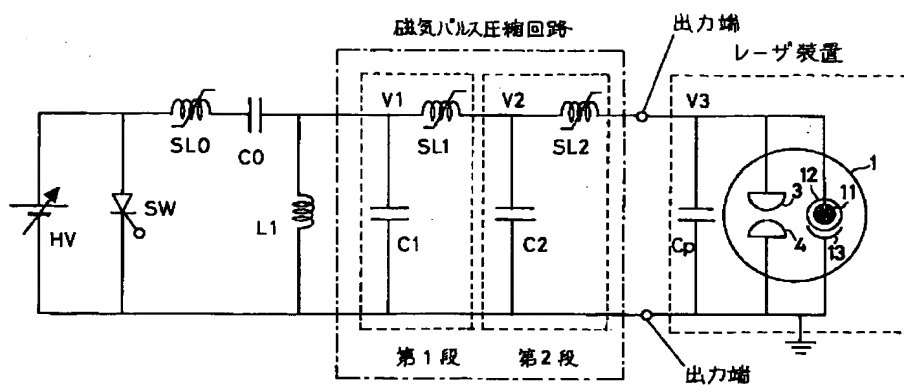 磁気パルス圧縮回路
出力端
レーザ装置
V1
V2
V3
SL0
C0
SL1
SL2
1
12
11
3
SW
HV
L1
C1
C2
Cp
4
13
第1段
第2段
出力端